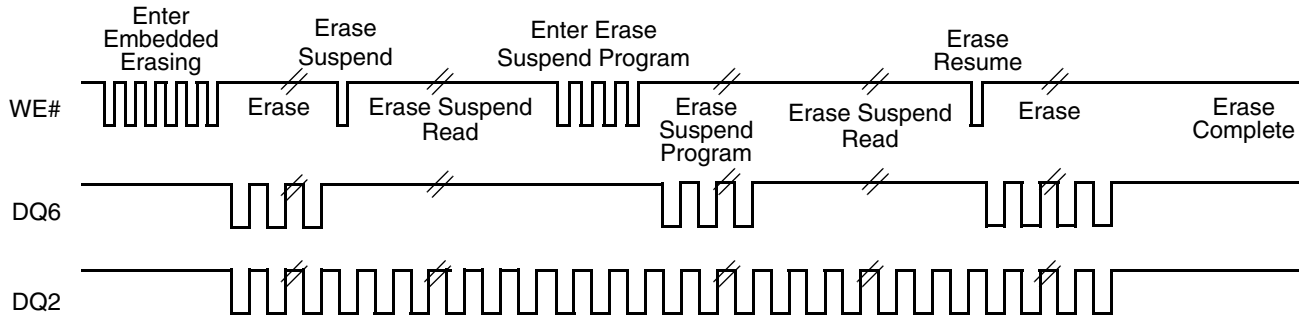 Enter
Embedded
Erasing
Erase
Suspend
Enter Erase
Suspend Program
Erase
Resume
WE#
Erase
Erase Suspend
Read
Erase
Suspend
Program
Erase Suspend
Read
Erase
Erase
Complete
DQ6
DQ2